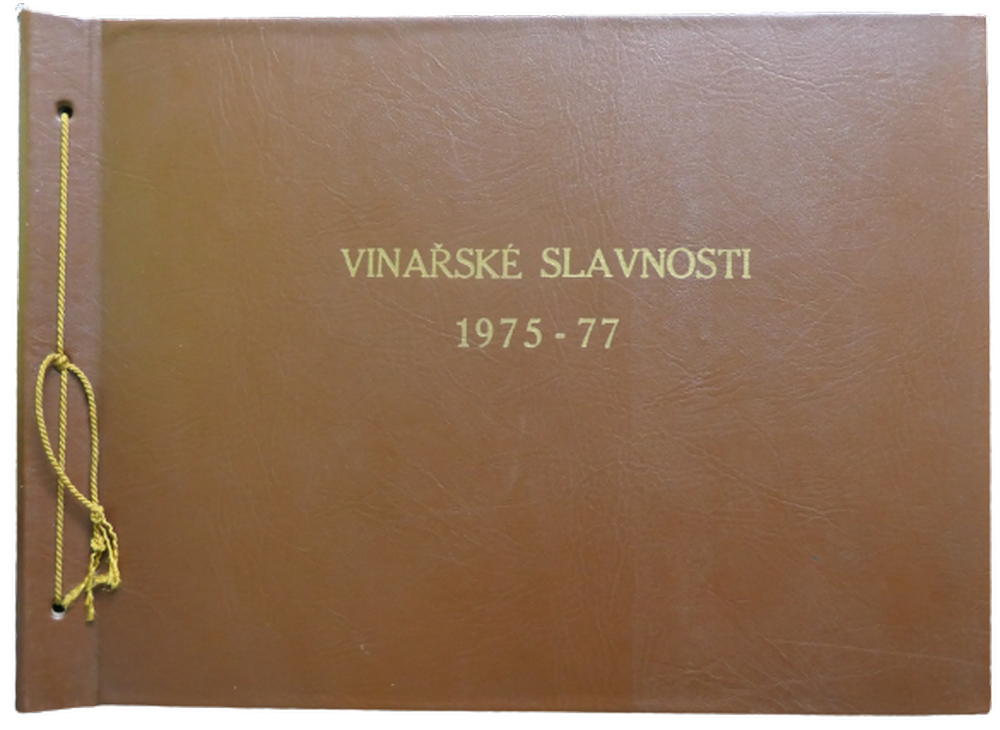 VINAŘSKÉ SLAVNOSTI
1975 - 77